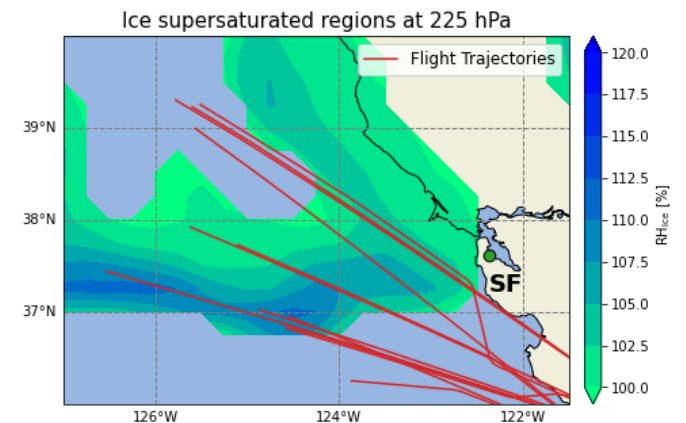 Ice supersaturated regions at 225 hPa
Flight Trajectories
39°N
38°N
37°N
SF
126°W
124°W
122°W
120.0
117.5
115.0
112.5
110.0
107.5
105.0
102.5
100.0
RH_Ice [%]